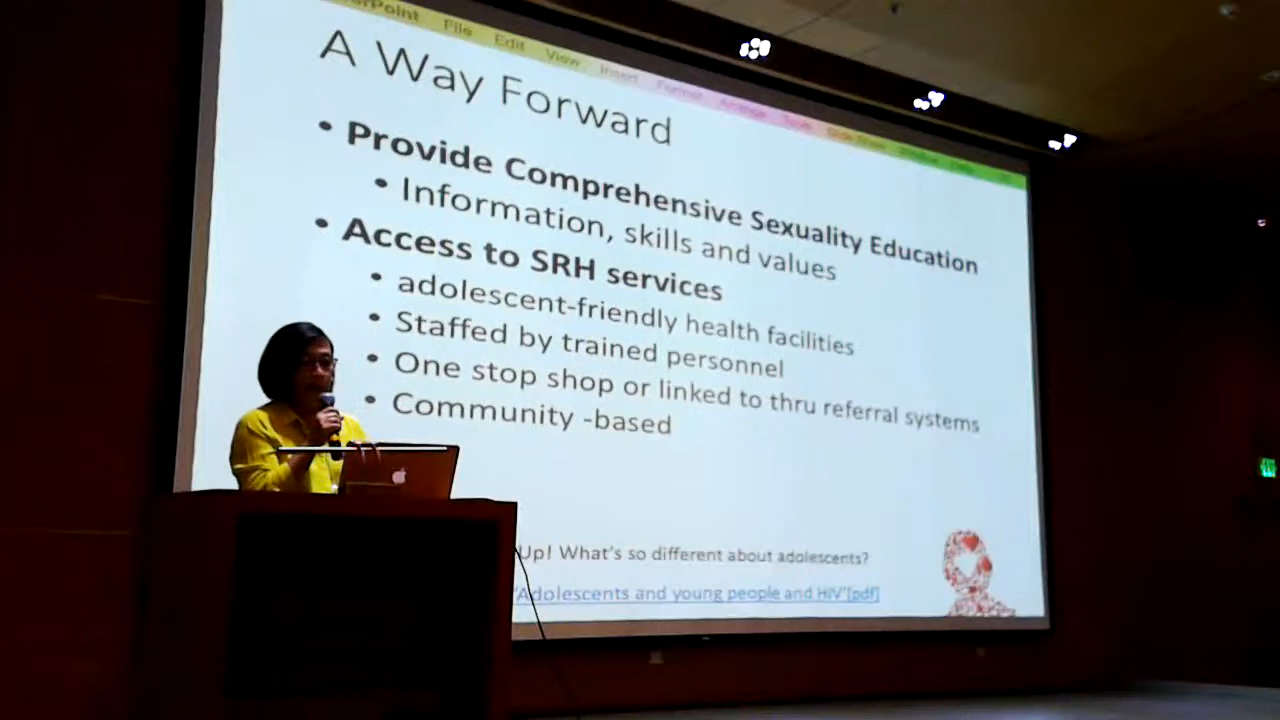 File Edit View Insert Format Arrange Tools
A Way Forward
• Provide Comprehensive Sexuality Education
• Information, skills and values
• Access to SRH services
• adolescent-friendly health facilities
• Staffed by trained personnel
• One stop shop or linked to thru referral systems
• Community -based
Up! What's so different about adolescents?
'Adolescents and young people and HIV'[pdf]